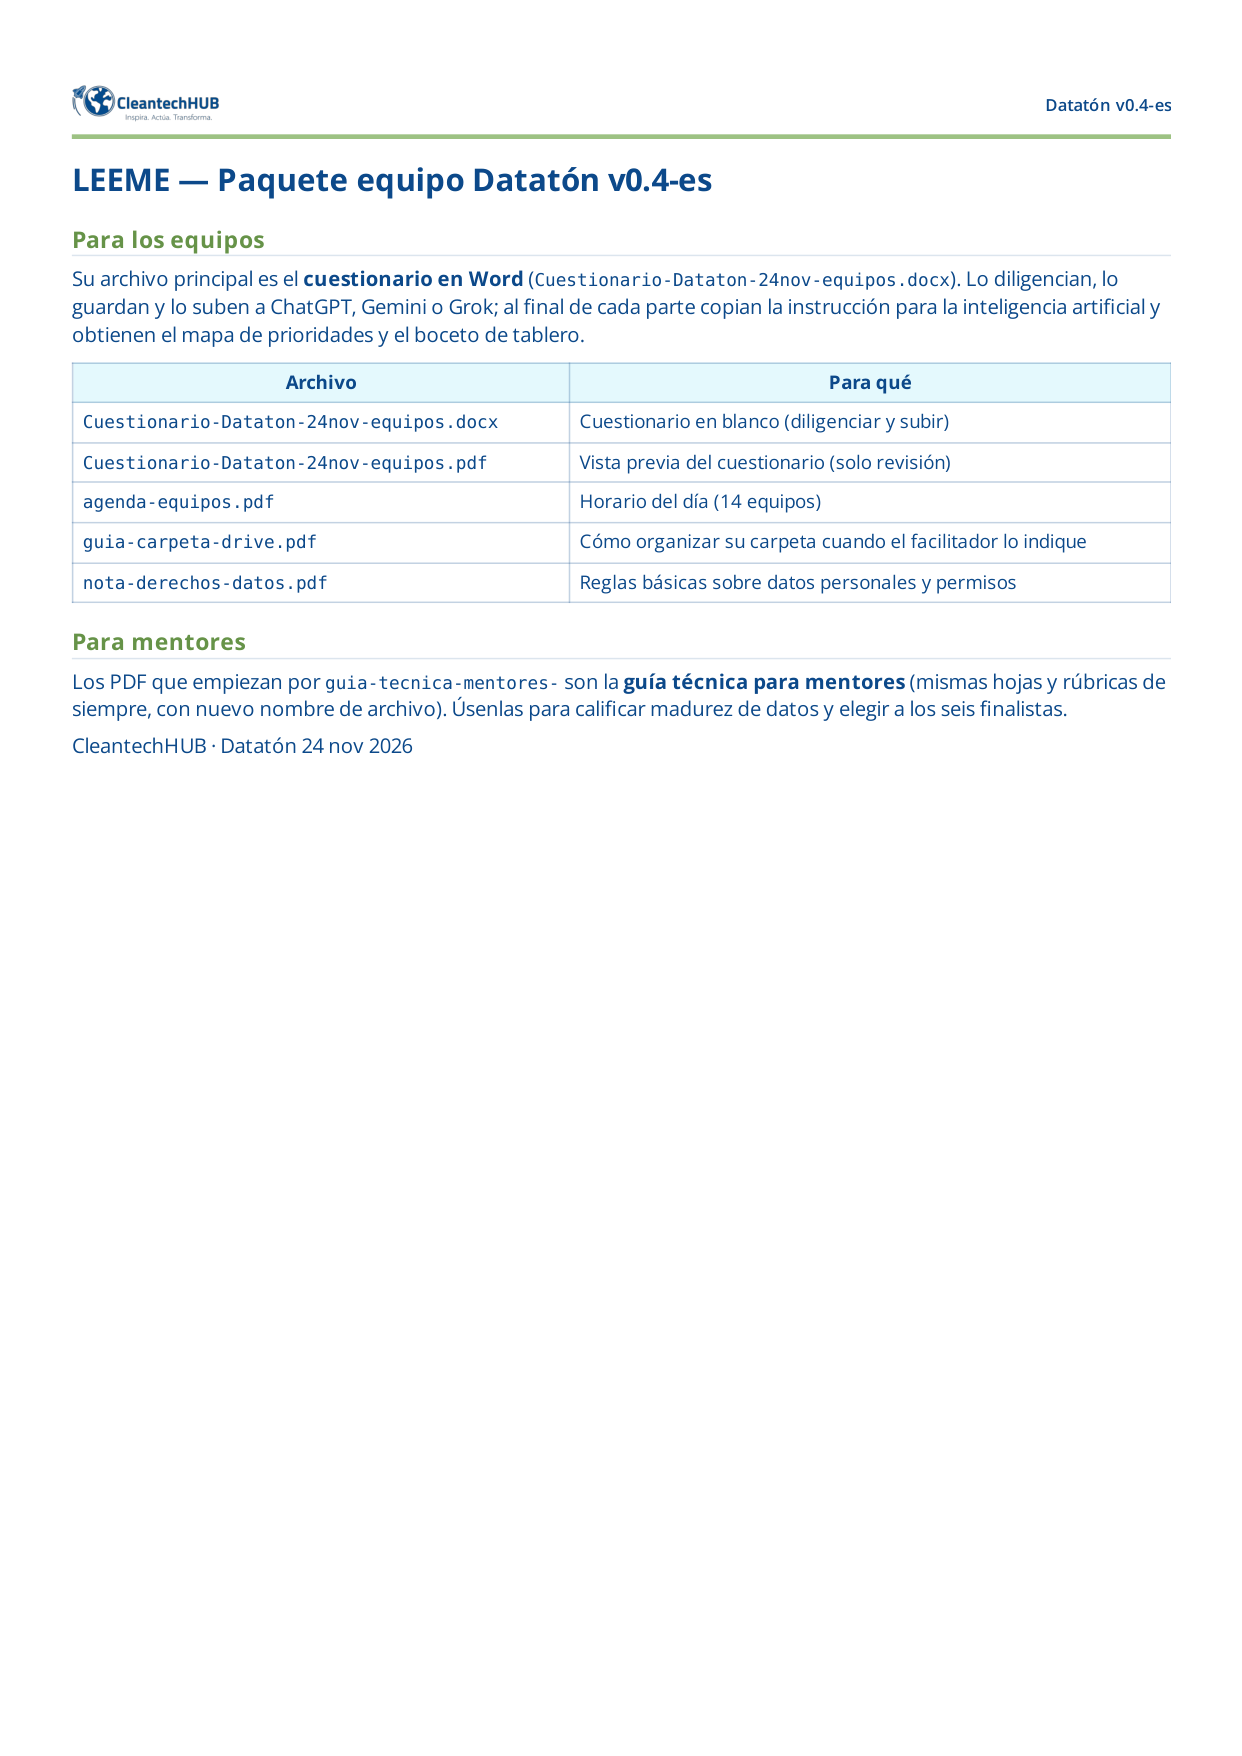 CleantechHUB
Inspira. Actúa. Transforma.
Datatón v0.4-es
LEEME — Paquete equipo Datatón v0.4-es
Para los equipos
Su archivo principal es el cuestionario en Word (Cuestionario-Dataton-24nov-equipos.docx). Lo diligencian, lo
guardan y lo suben a ChatGPT, Gemini o Grok; al final de cada parte copian la instrucción para la inteligencia artificial y
obtienen el mapa de prioridades y el boceto de tablero.
Archivo Para qué
Cuestionario-Dataton-24nov-equipos.docx Cuestionario en blanco (diligenciar y subir)
Cuestionario-Dataton-24nov-equipos.pdf Vista previa del cuestionario (solo revisión)
agenda-equipos.pdf Horario del día (14 equipos)
guia-carpeta-drive.pdf Cómo organizar su carpeta cuando el facilitador lo indique
nota-derechos-datos.pdf Reglas básicas sobre datos personales y permisos
Para mentores
Los PDF que empiezan por guia-tecnica-mentores- son la guía técnica para mentores (mismas hojas y rúbricas de
siempre, con nuevo nombre de archivo). Úsenlas para calificar madurez de datos y elegir a los seis finalistas.
CleantechHUB · Datatón 24 nov 2026